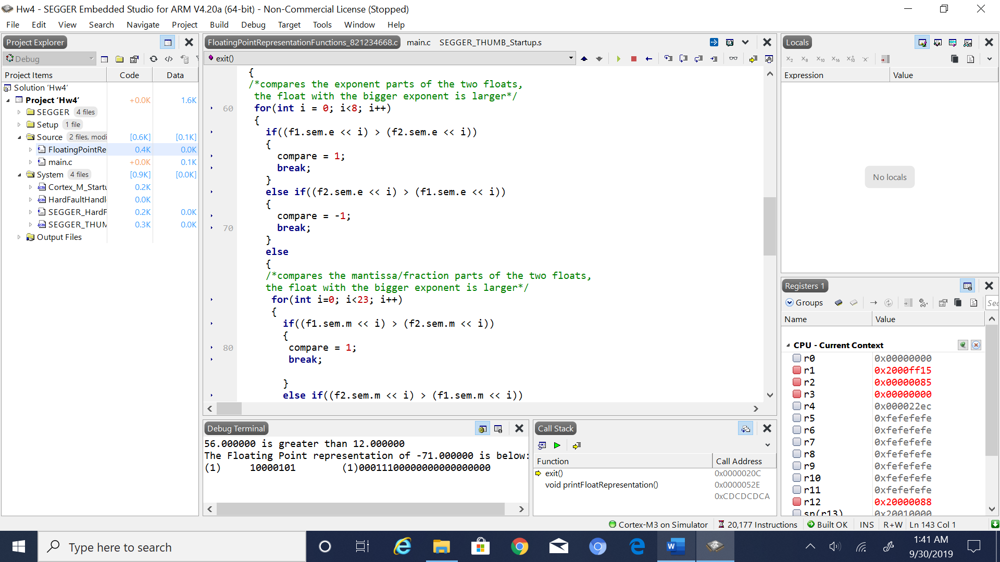 Hw4 - SEGGER Embedded Studio for ARM V4.20a (64-bit) - Non-Commercial License (Stopped)
File Edit View Search Navigate Project Build Debug Target Tools Window Help
Project Explorer
Debug
Project Items Code Data
Solution 'Hw4'
Project 'Hw4' +0.0K 1.6K
SEGGER 4 files
Setup 1 file
Source 2 files, modi [0.6K] [0.1K]
FloatingPointRe 0.4K 0.0K
main.c +0.0K 0.1K
System 4 files [0.9K] [0.0K]
Cortex_M_Startu 0.2K
HardFaultHandl 0.0K
SEGGER_HardF 0.2K 0.0K
SEGGER_THUM 0.3K 0.0K
Output Files
FloatingPointRepresentationFunctions_821234668.c main.c SEGGER_THUMB_Startup.s
exit()
{
/*compares the exponent parts of the two floats,
the float with the bigger exponent is larger*/
60 for(int i = 0; i<8; i++)
{
if((f1.sem.e << i) > (f2.sem.e << i))
{
compare = 1;
break;
}
else if((f2.sem.e << i) > (f1.sem.e << i))
{
compare = -1;
70 break;
}
else
{
/*compares the mantissa/fraction parts of the two floats,
the float with the bigger exponent is larger*/
for(int i=0; i<23; i++)
{
if((f1.sem.m << i) > (f2.sem.m << i))
{
80 compare = 1;
break;
}
else if((f2.sem.m << i) > (f1.sem.m << i))
Debug Terminal
56.000000 is greater than 12.000000
The Floating Point representation of -71.000000 is below:
(1) 10000101 (1)00011100000000000000000
Call Stack
Function Call Address
exit() 0x0000020C
void printFloatRepresentation() 0x0000052E
0xCDCDCDCA
Locals
x2 x8 x10 x16
Expression Value
No locals
Registers 1
Groups Sea
Name Value
CPU - Current Context
r0 0x00000000
r1 0x2000ff15
r2 0x00000085
r3 0x00000000
r4 0x000022ec
r5 0xfefefefe
r6 0xfefefefe
r7 0xfefefefe
r8 0xfefefefe
r9 0xfefefefe
r10 0xfefefefe
r11 0xfefefefe
r12 0x20000088
sp(r13) 0x20010000
Cortex-M3 on Simulator 20,177 Instructions Built OK INS R+W Ln 143 Col 1
Type here to search
1:41 AM
9/30/2019